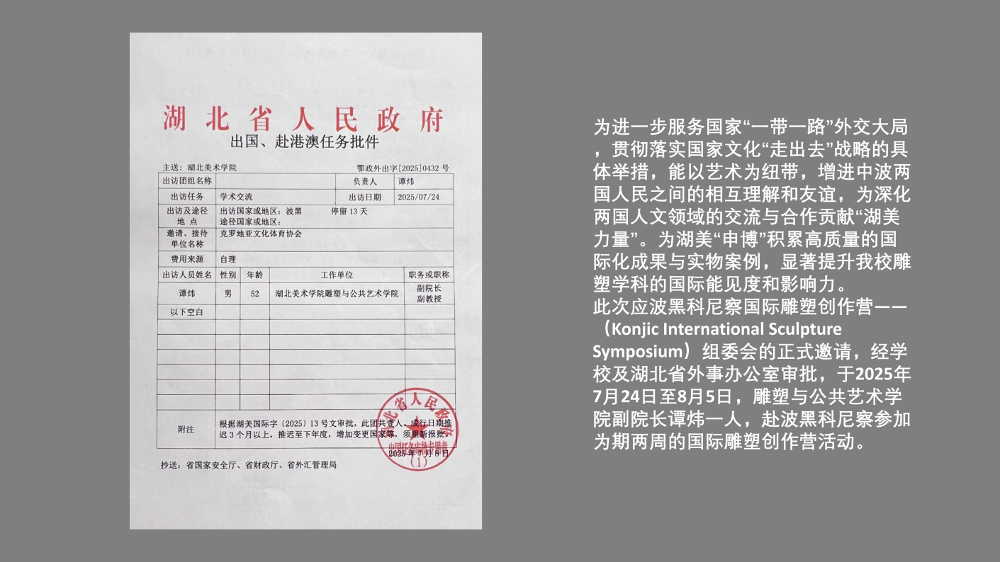 湖北省人民政府
出国、赴港澳任务批件
主送：湖北美术学院 鄂政外出字[2025]0432 号
出访团组名称 负责人 谭炜
出访任务 学术交流 出访日期 2025/07/24
出访及途径地 点 出访国家或地区：波黑 停留 13 天
途径国家或地区：
邀请、接待单位名称 克罗地亚文化体育协会
费用来源 自理
出访人员姓名 性别 年龄 工作单位 职务或职称
谭炜 男 52 湖北美术学院雕塑与公共艺术学院 副院长
副教授
以下空白
附注 根据湖美国际字〔2025〕13 号文审批，此团共壹人。成行日期推
迟 3 个月以上，推迟至下年度，增加变更国家等，须重新报批。
湖北省人民政府
出国任务审批专用章
(1)
2025 年 7 月 8 日
抄送：省国家安全厅、省财政厅、省外汇管理局
为进一步服务国家“一带一路”外交大局
，贯彻落实国家文化“走出去”战略的具
体举措，能以艺术为纽带，增进中波两
国人民之间的相互理解和友谊，为深化
两国人文领域的交流与合作贡献“湖美
力量”。为湖美“申博”积累高质量的国
际化成果与实物案例，显著提升我校雕
塑学科的国际能见度和影响力。
此次应波黑科尼察国际雕塑创作营——
（Konjic International Sculpture
Symposium）组委会的正式邀请，经学
校及湖北省外事办公室审批，于2025年
7月24日至8月5日，雕塑与公共艺术学
院副院长谭炜一人，赴波黑科尼察参加
为期两周的国际雕塑创作营活动。